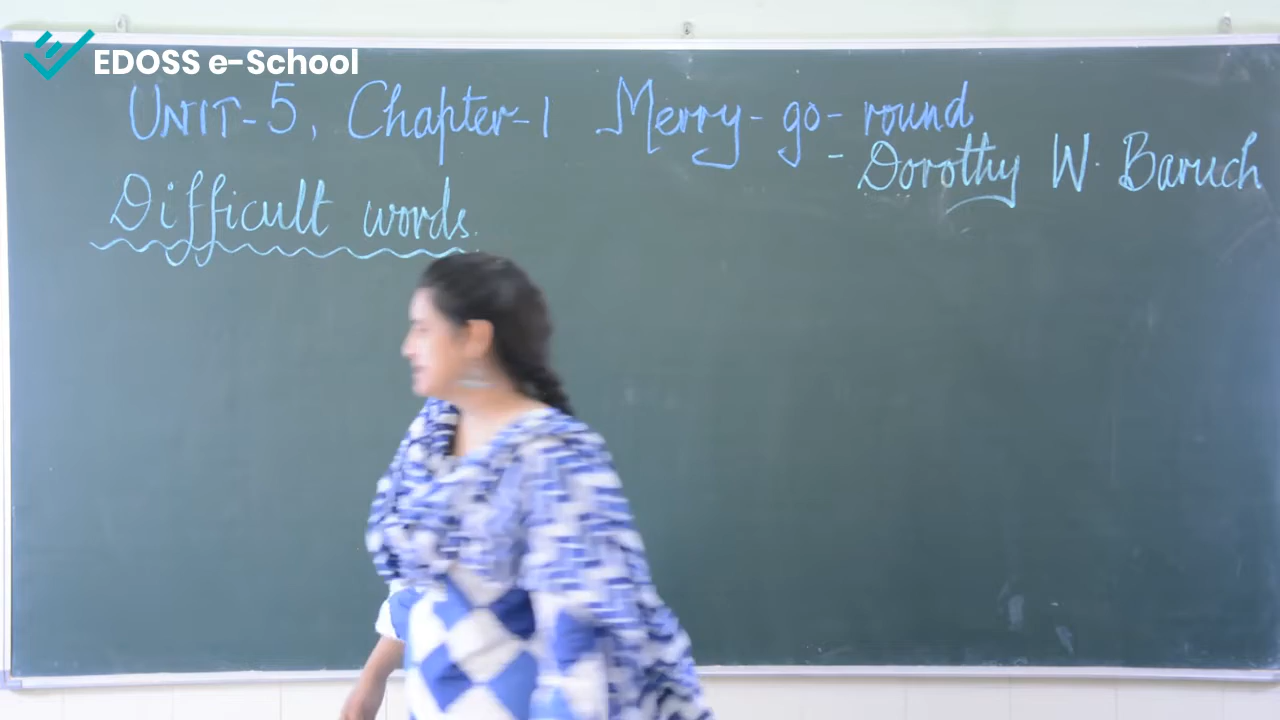 EDOSS e-School
UNIT-5, Chapter-1 Merry-go-round
- Dorothy W. Baruch
Difficult words.